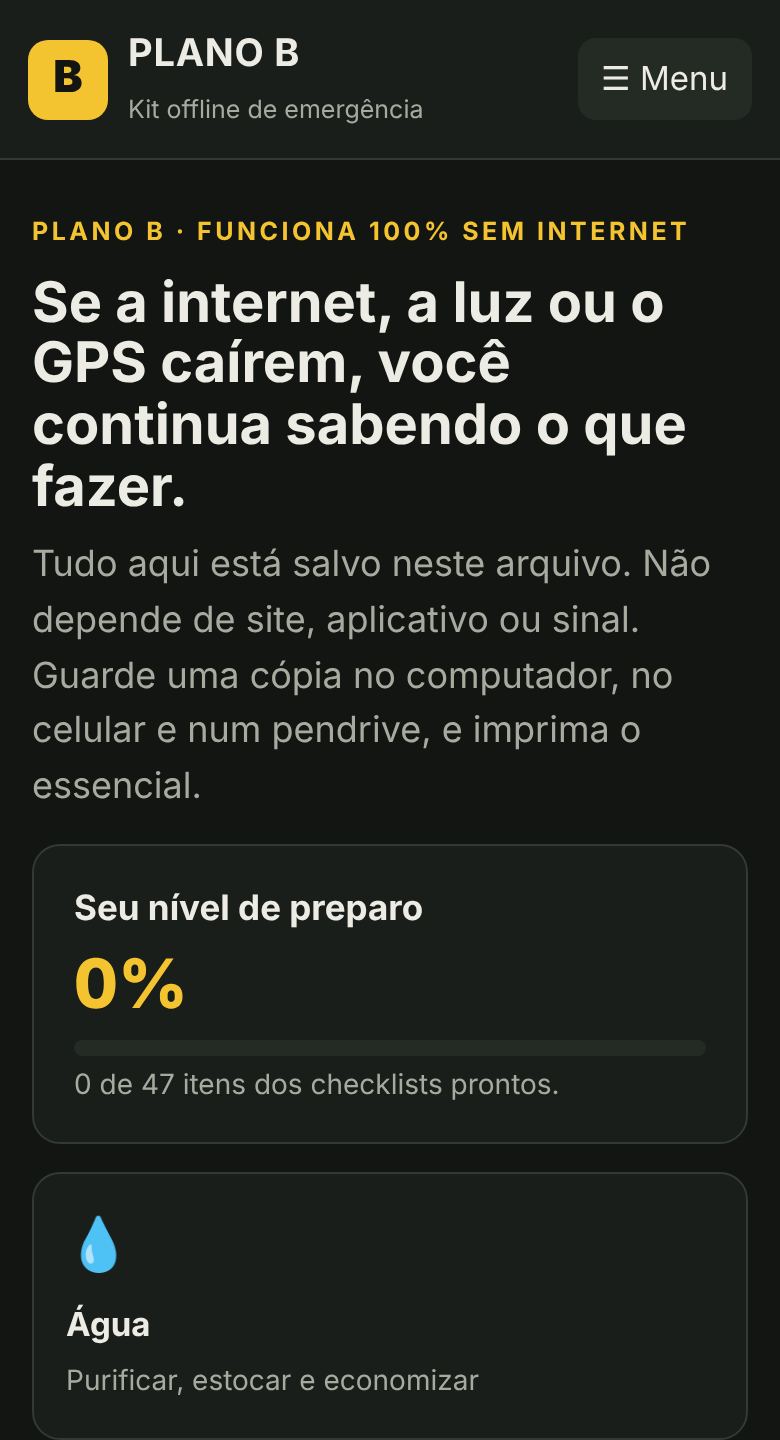 B
PLANO B
Kit offline de emergência
☰ Menu
PLANO B · FUNCIONA 100% SEM INTERNET
Se a internet, a luz ou o
GPS caírem, você
continua sabendo o que
fazer.
Tudo aqui está salvo neste arquivo. Não
depende de site, aplicativo ou sinal.
Guarde uma cópia no computador, no
celular e num pendrive, e imprima o
essencial.
Seu nível de preparo
0%
0 de 47 itens dos checklists prontos.
Água
Purificar, estocar e economizar